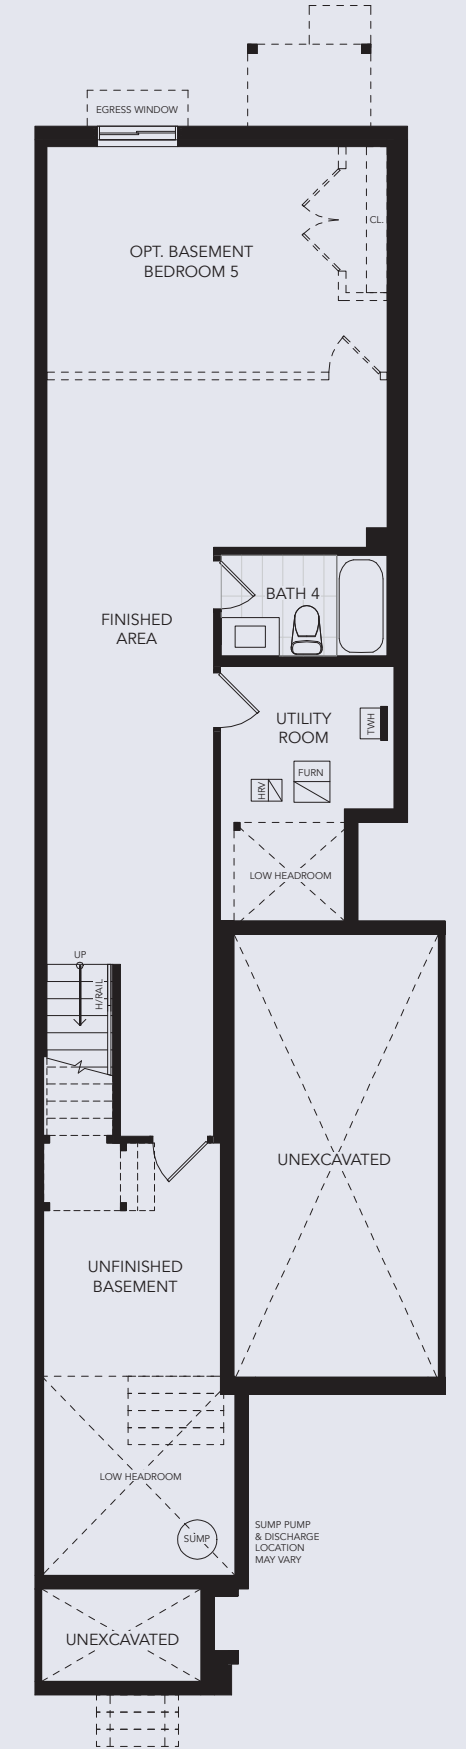 EGRESS WINDOW
CL.
OPT. BASEMENT
BEDROOM 5
BATH 4
FINISHED
AREA
UTILITY
ROOM
TWH
FURN
HRV
LOW HEADROOM
UP
H/RAIL
UNEXCAVATED
UNFINISHED
BASEMENT
LOW HEADROOM
SUMP
SUMP PUMP
& DISCHARGE
LOCATION
MAY VARY
UNEXCAVATED